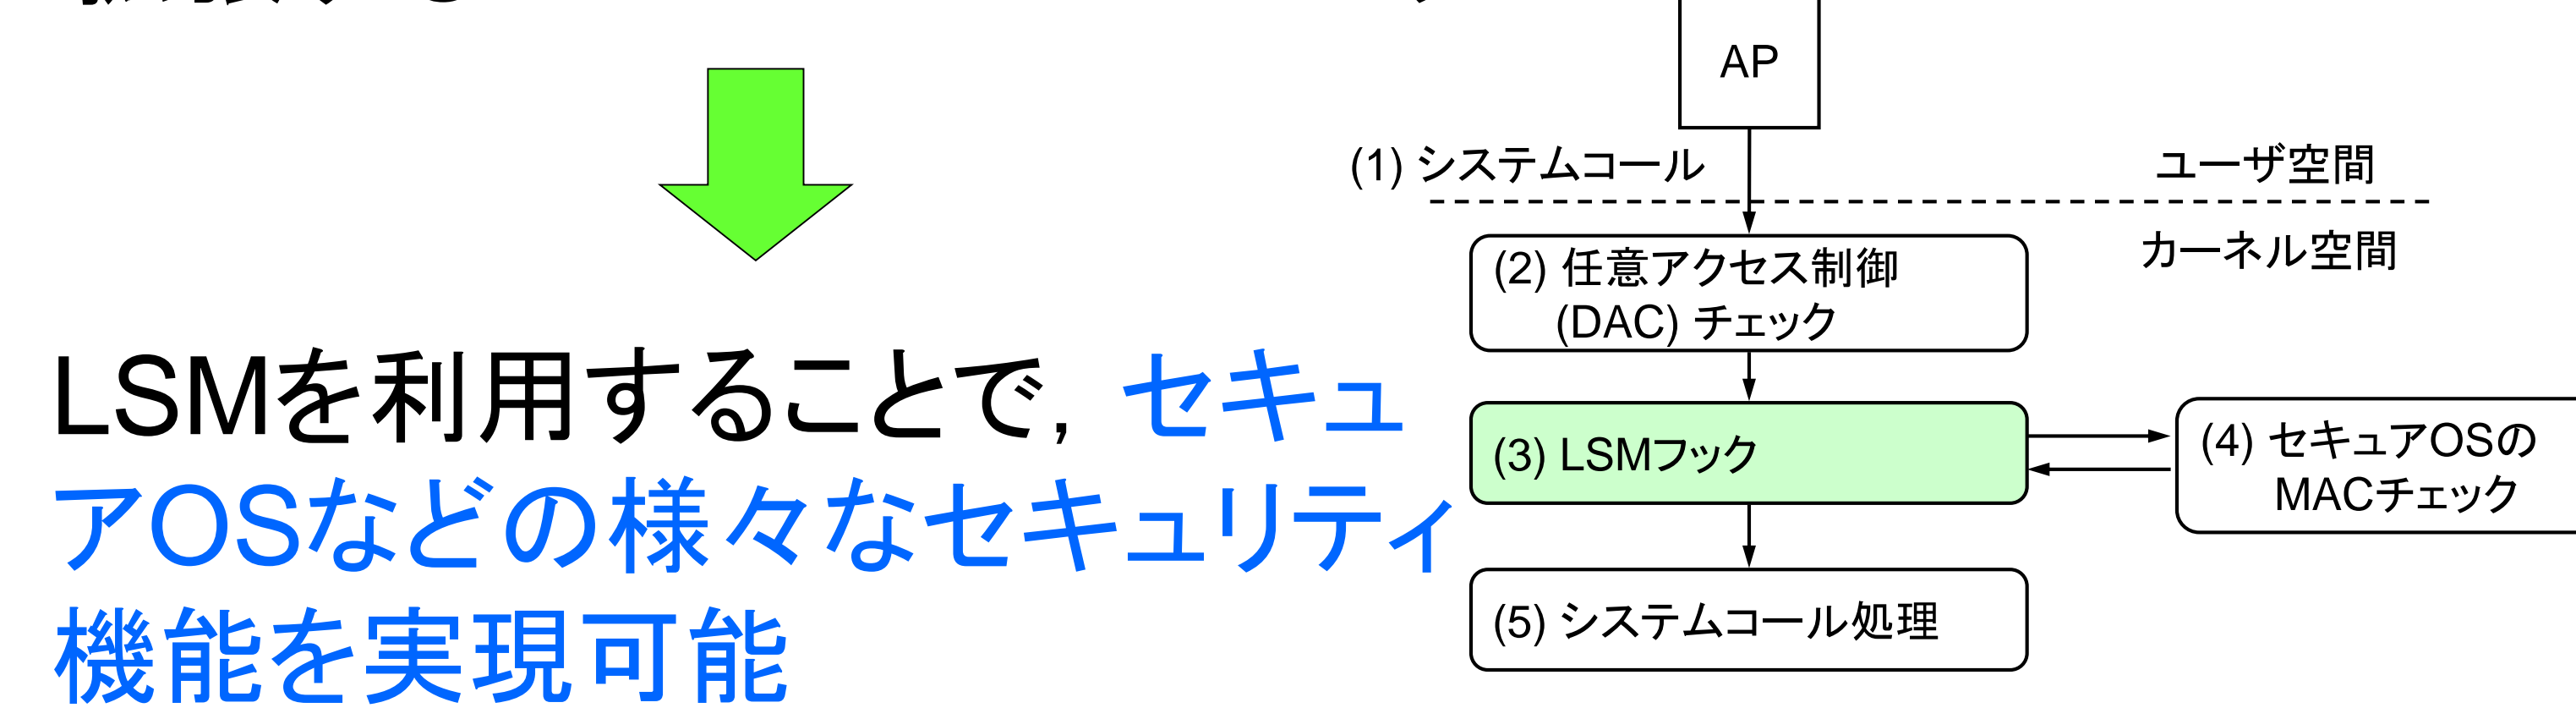 LSMを利用することで, セキュ
アOSなどの様々なセキュリティ
機能を実現可能
AP
(1) システムコール
ユーザ空間
カーネル空間
(2) 任意アクセス制御
(DAC) チェック
(3) LSMフック
(4) セキュアOSの
MACチェック
(5) システムコール処理